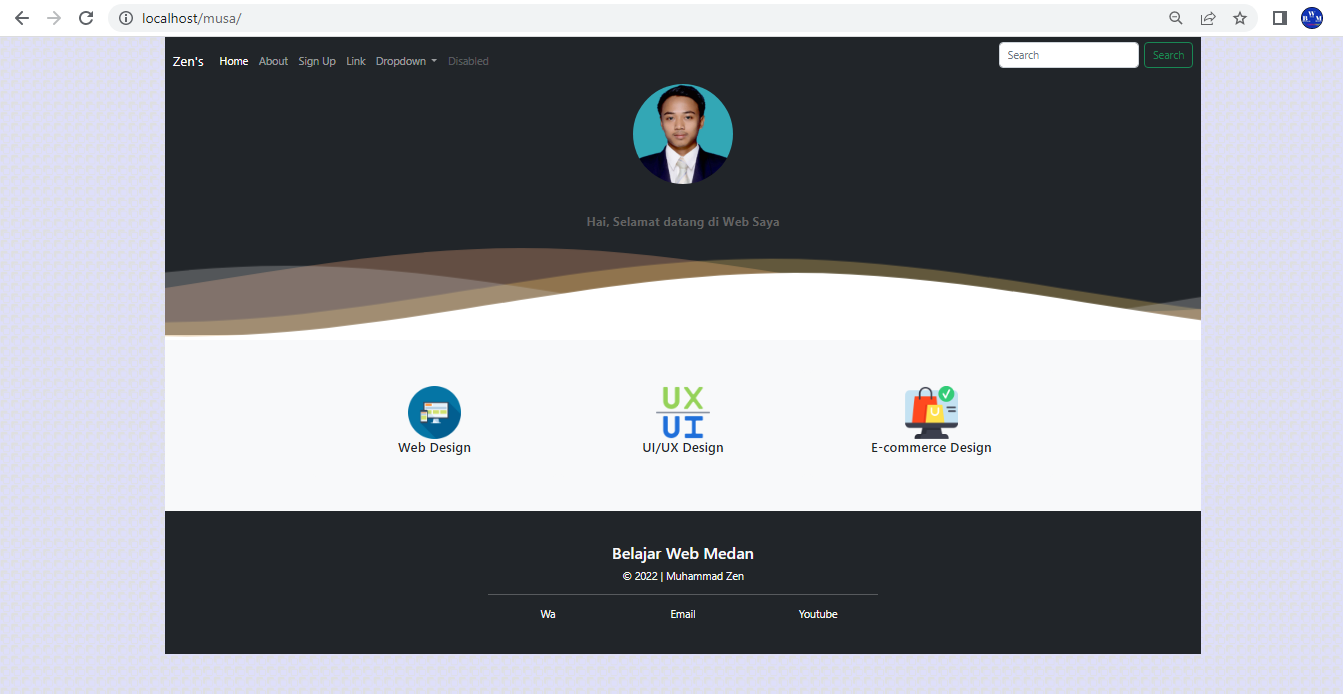 localhost/musa/
Zen's Home About Sign Up Link Dropdown Disabled Search Search
Hai, Selamat datang di Web Saya
UX
UI
Web Design UI/UX Design E-commerce Design
Belajar Web Medan
© 2022 | Muhammad Zen
Wa Email Youtube